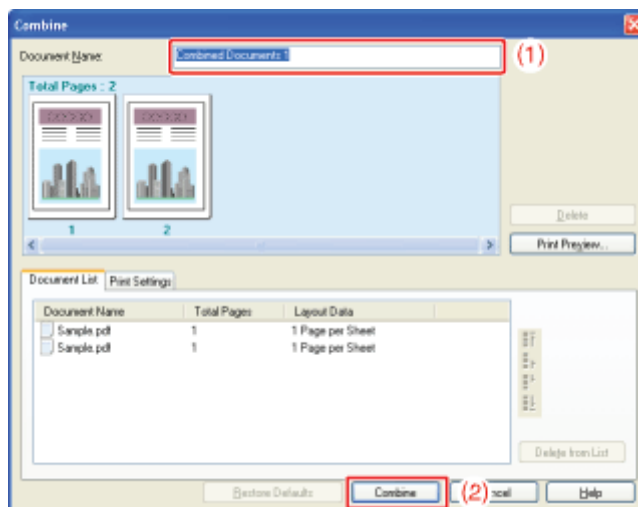 Combine
Document Name:
Combined Documents 1
(1)
Total Pages : 2
1
2
Delete
Print Preview...
Document List
Print Settings
Document Name Total Pages Layout Data
Sample.pdf 1 1 Page per Sheet
Sample.pdf 1 1 Page per Sheet
Delete from List
Restore Defaults
Combine
(2)
Help